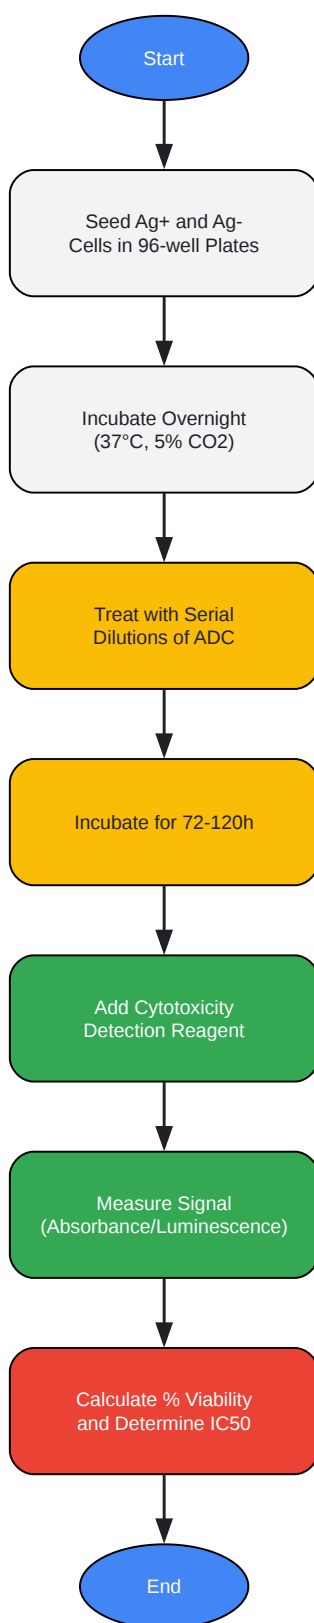 Start
Seed Ag+ and Ag-
Cells in 96-well Plates
Incubate Overnight
(37°C, 5% CO2)
Treat with Serial
Dilutions of ADC
Incubate for 72-120h
Add Cytotoxicity
Detection Reagent
Measure Signal
(Absorbance/Luminescence)
Calculate % Viability
and Determine IC50
End